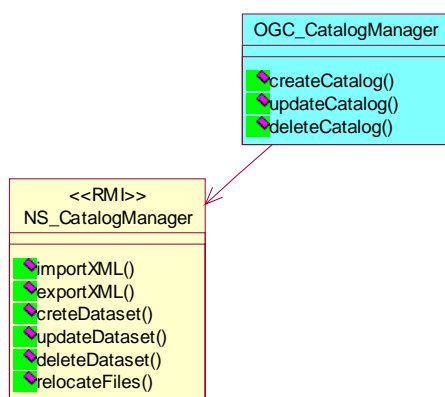 OGC_CatalogManager
createCatalog()
updateCatalog()
deleteCatalog()
<<RMI>>
NS_CatalogManager
importXML()
exportXML()
creteDataset()
updateDataset()
deleteDataset()
relocateFiles()